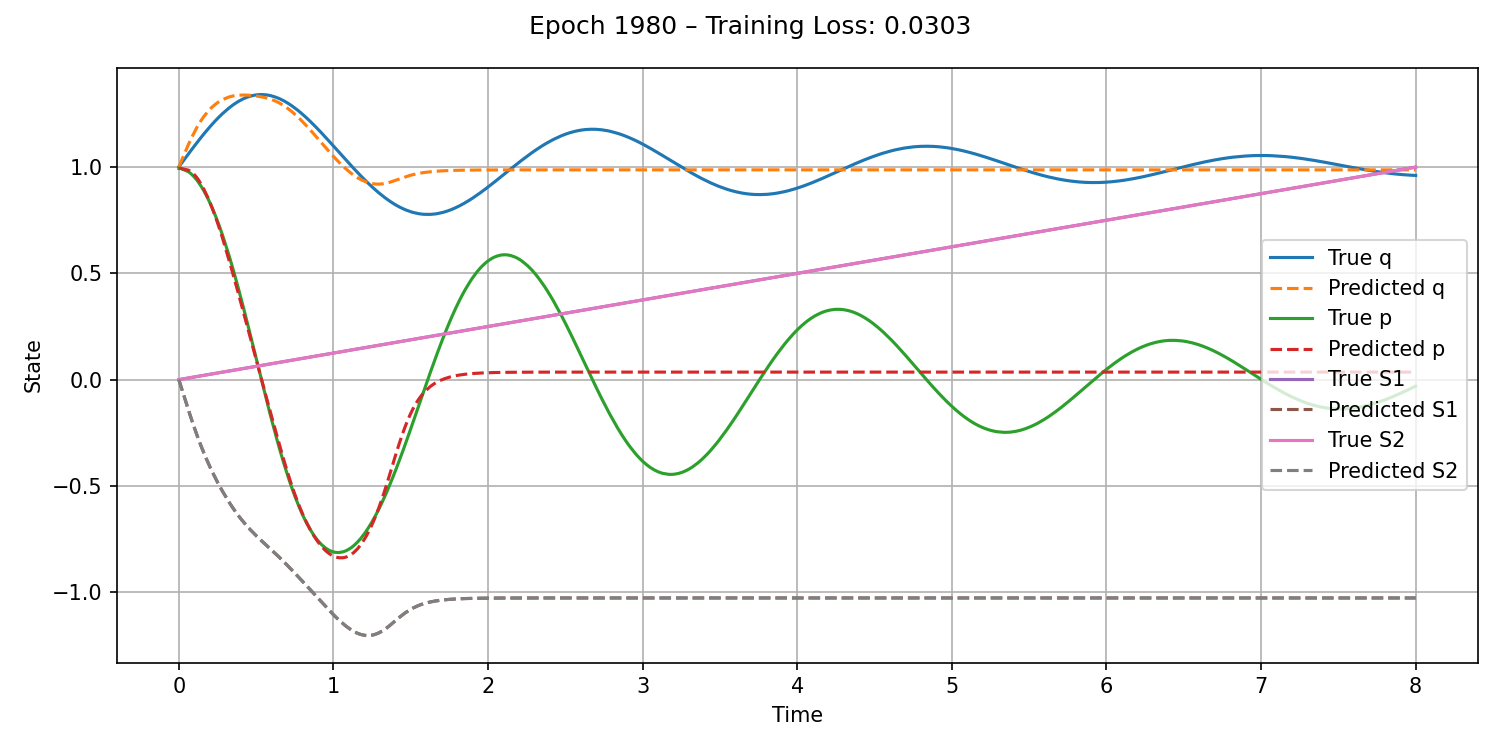 Epoch 1980 – Training Loss: 0.0303
1.0
0.5
0.0
−0.5
−1.0
State
True q
Predicted q
True p
Predicted p
True S1
Predicted S1
True S2
Predicted S2
0 1 2 3 4 5 6 7 8
Time